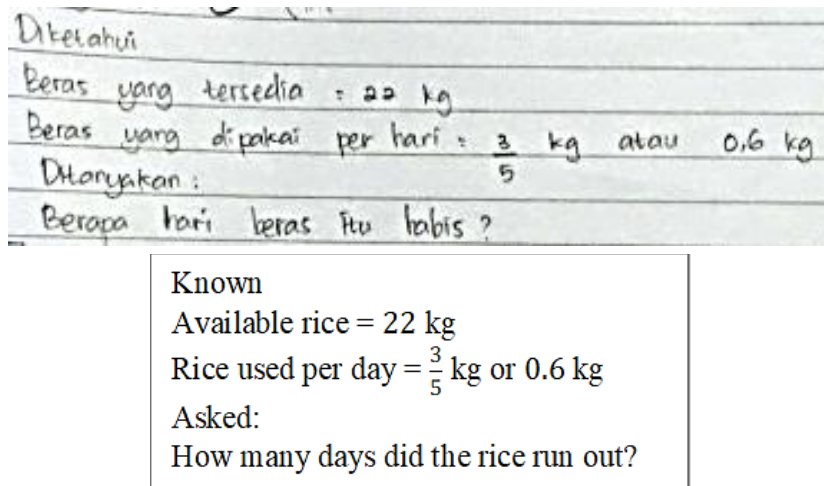 Diketahui
Beras yang tersedia = 22 kg
Beras yang dipakai per hari = 3/5 kg atau 0,6 kg
Ditanyakan :
Berapa hari beras itu habis ?
Known
Available rice = 22 kg
Rice used per day = 3/5 kg or 0.6 kg
Asked:
How many days did the rice run out?